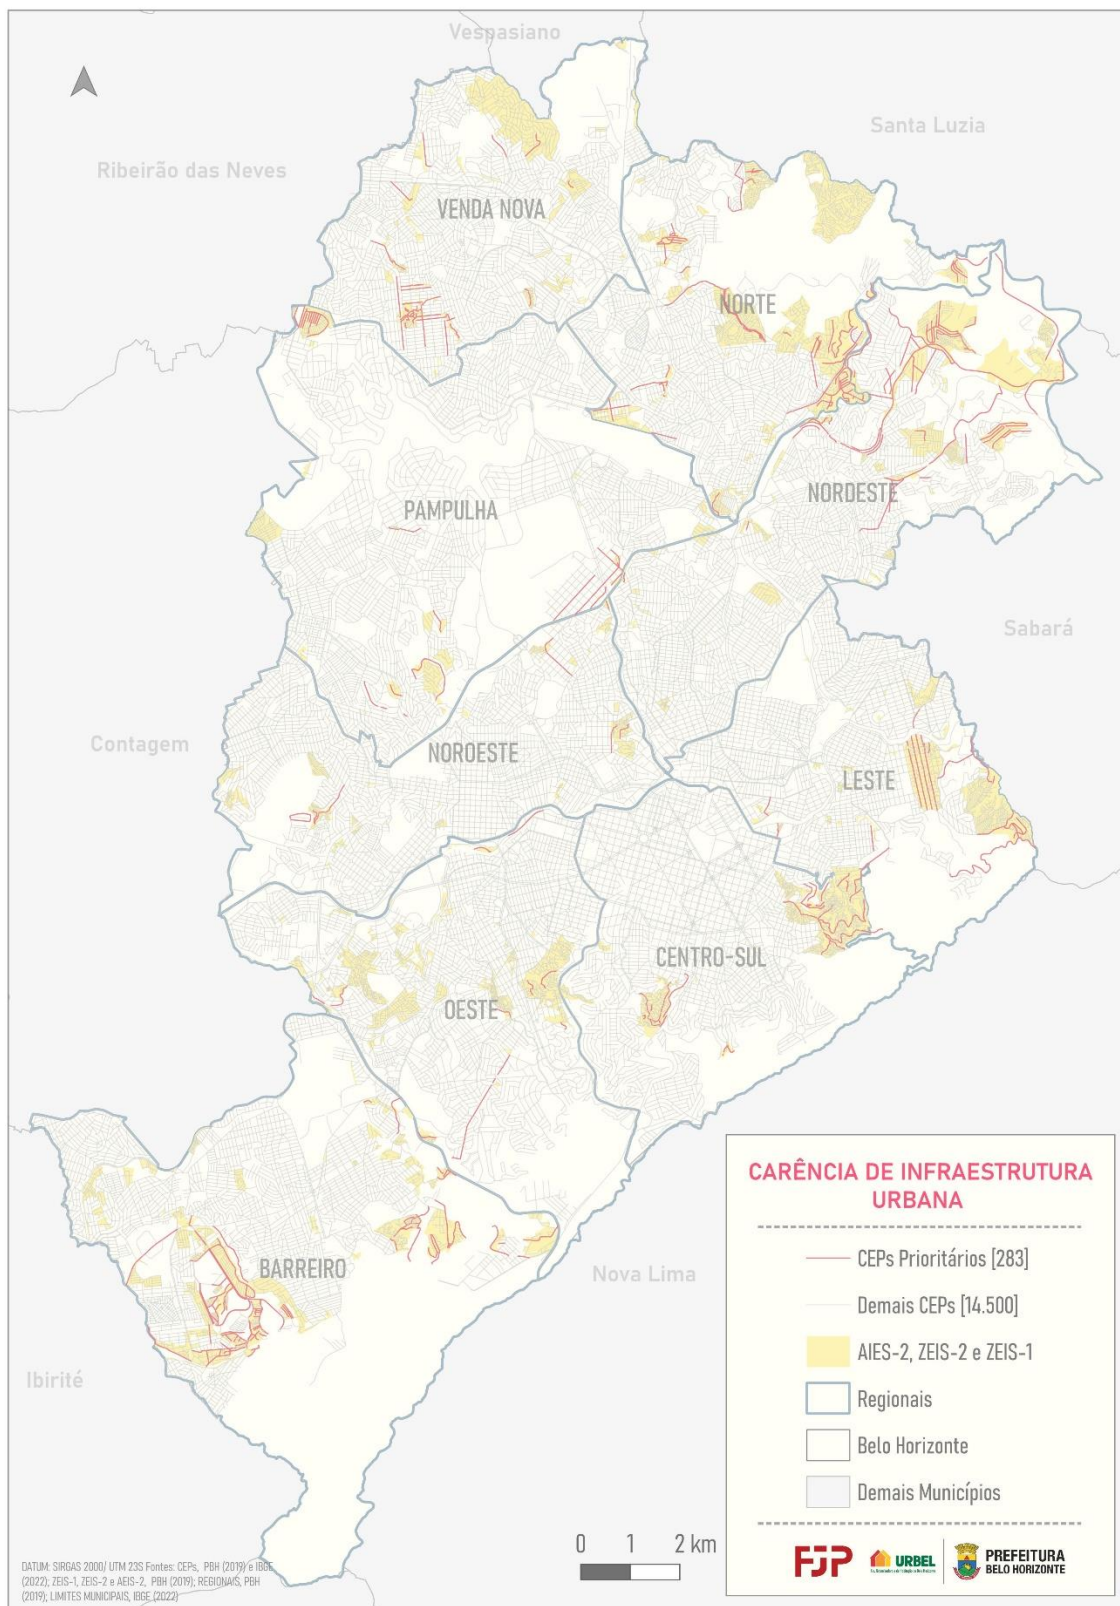 Vespasiano
Santa Luzia
Ribeirão das Neves
VENDA NOVA
NORTE
NORDESTE
PAMPULHA
Sabará
Contagem
NOROESTE
LESTE
CENTRO-SUL
OESTE
BARREIRO
Nova Lima
Ibirité
CARÊNCIA DE INFRAESTRUTURA
URBANA
CEPs Prioritários [283]
Demais CEPs [14.500]
AIES-2, ZEIS-2 e ZEIS-1
Regionais
Belo Horizonte
Demais Municípios
0 1 2 km
FJP
URBEL
PREFEITURA
BELO HORIZONTE
DATUM: SIRGAS 2000/ UTM 23S Fontes: CEPs, PBH (2019) e IBGE
(2022); ZEIS-1, ZEIS-2 e AEIS-2, PBH (2019); REGIONAIS, PBH
(2019); LIMITES MUNICIPAIS, IBGE (2022)